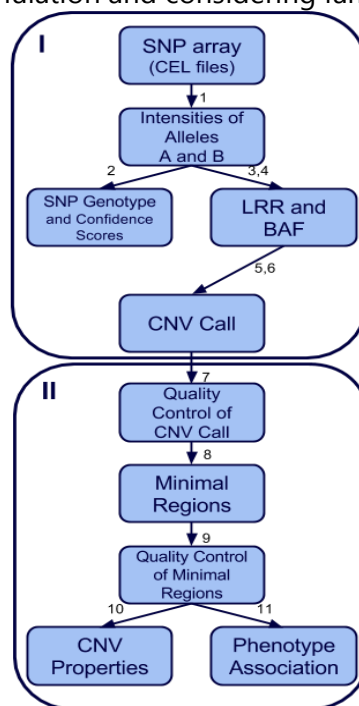 I
SNP array
(CEL files)
1
Intensities of
Alleles
A and B
2
3,4
SNP Genotype
and Confidence
Scores
LRR and
BAF
5,6
CNV Call
II
7
Quality
Control of
CNV Call
8
Minimal
Regions
9
Quality Control
of Minimal
Regions
10
11
CNV
Properties
Phenotype
Association